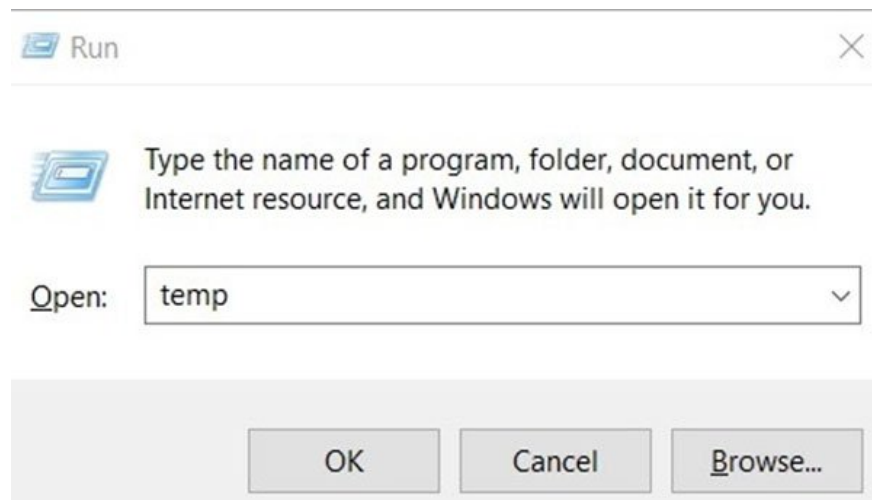 Run
Type the name of a program, folder, document, or
Internet resource, and Windows will open it for you.
Open: temp
OK Cancel Browse...